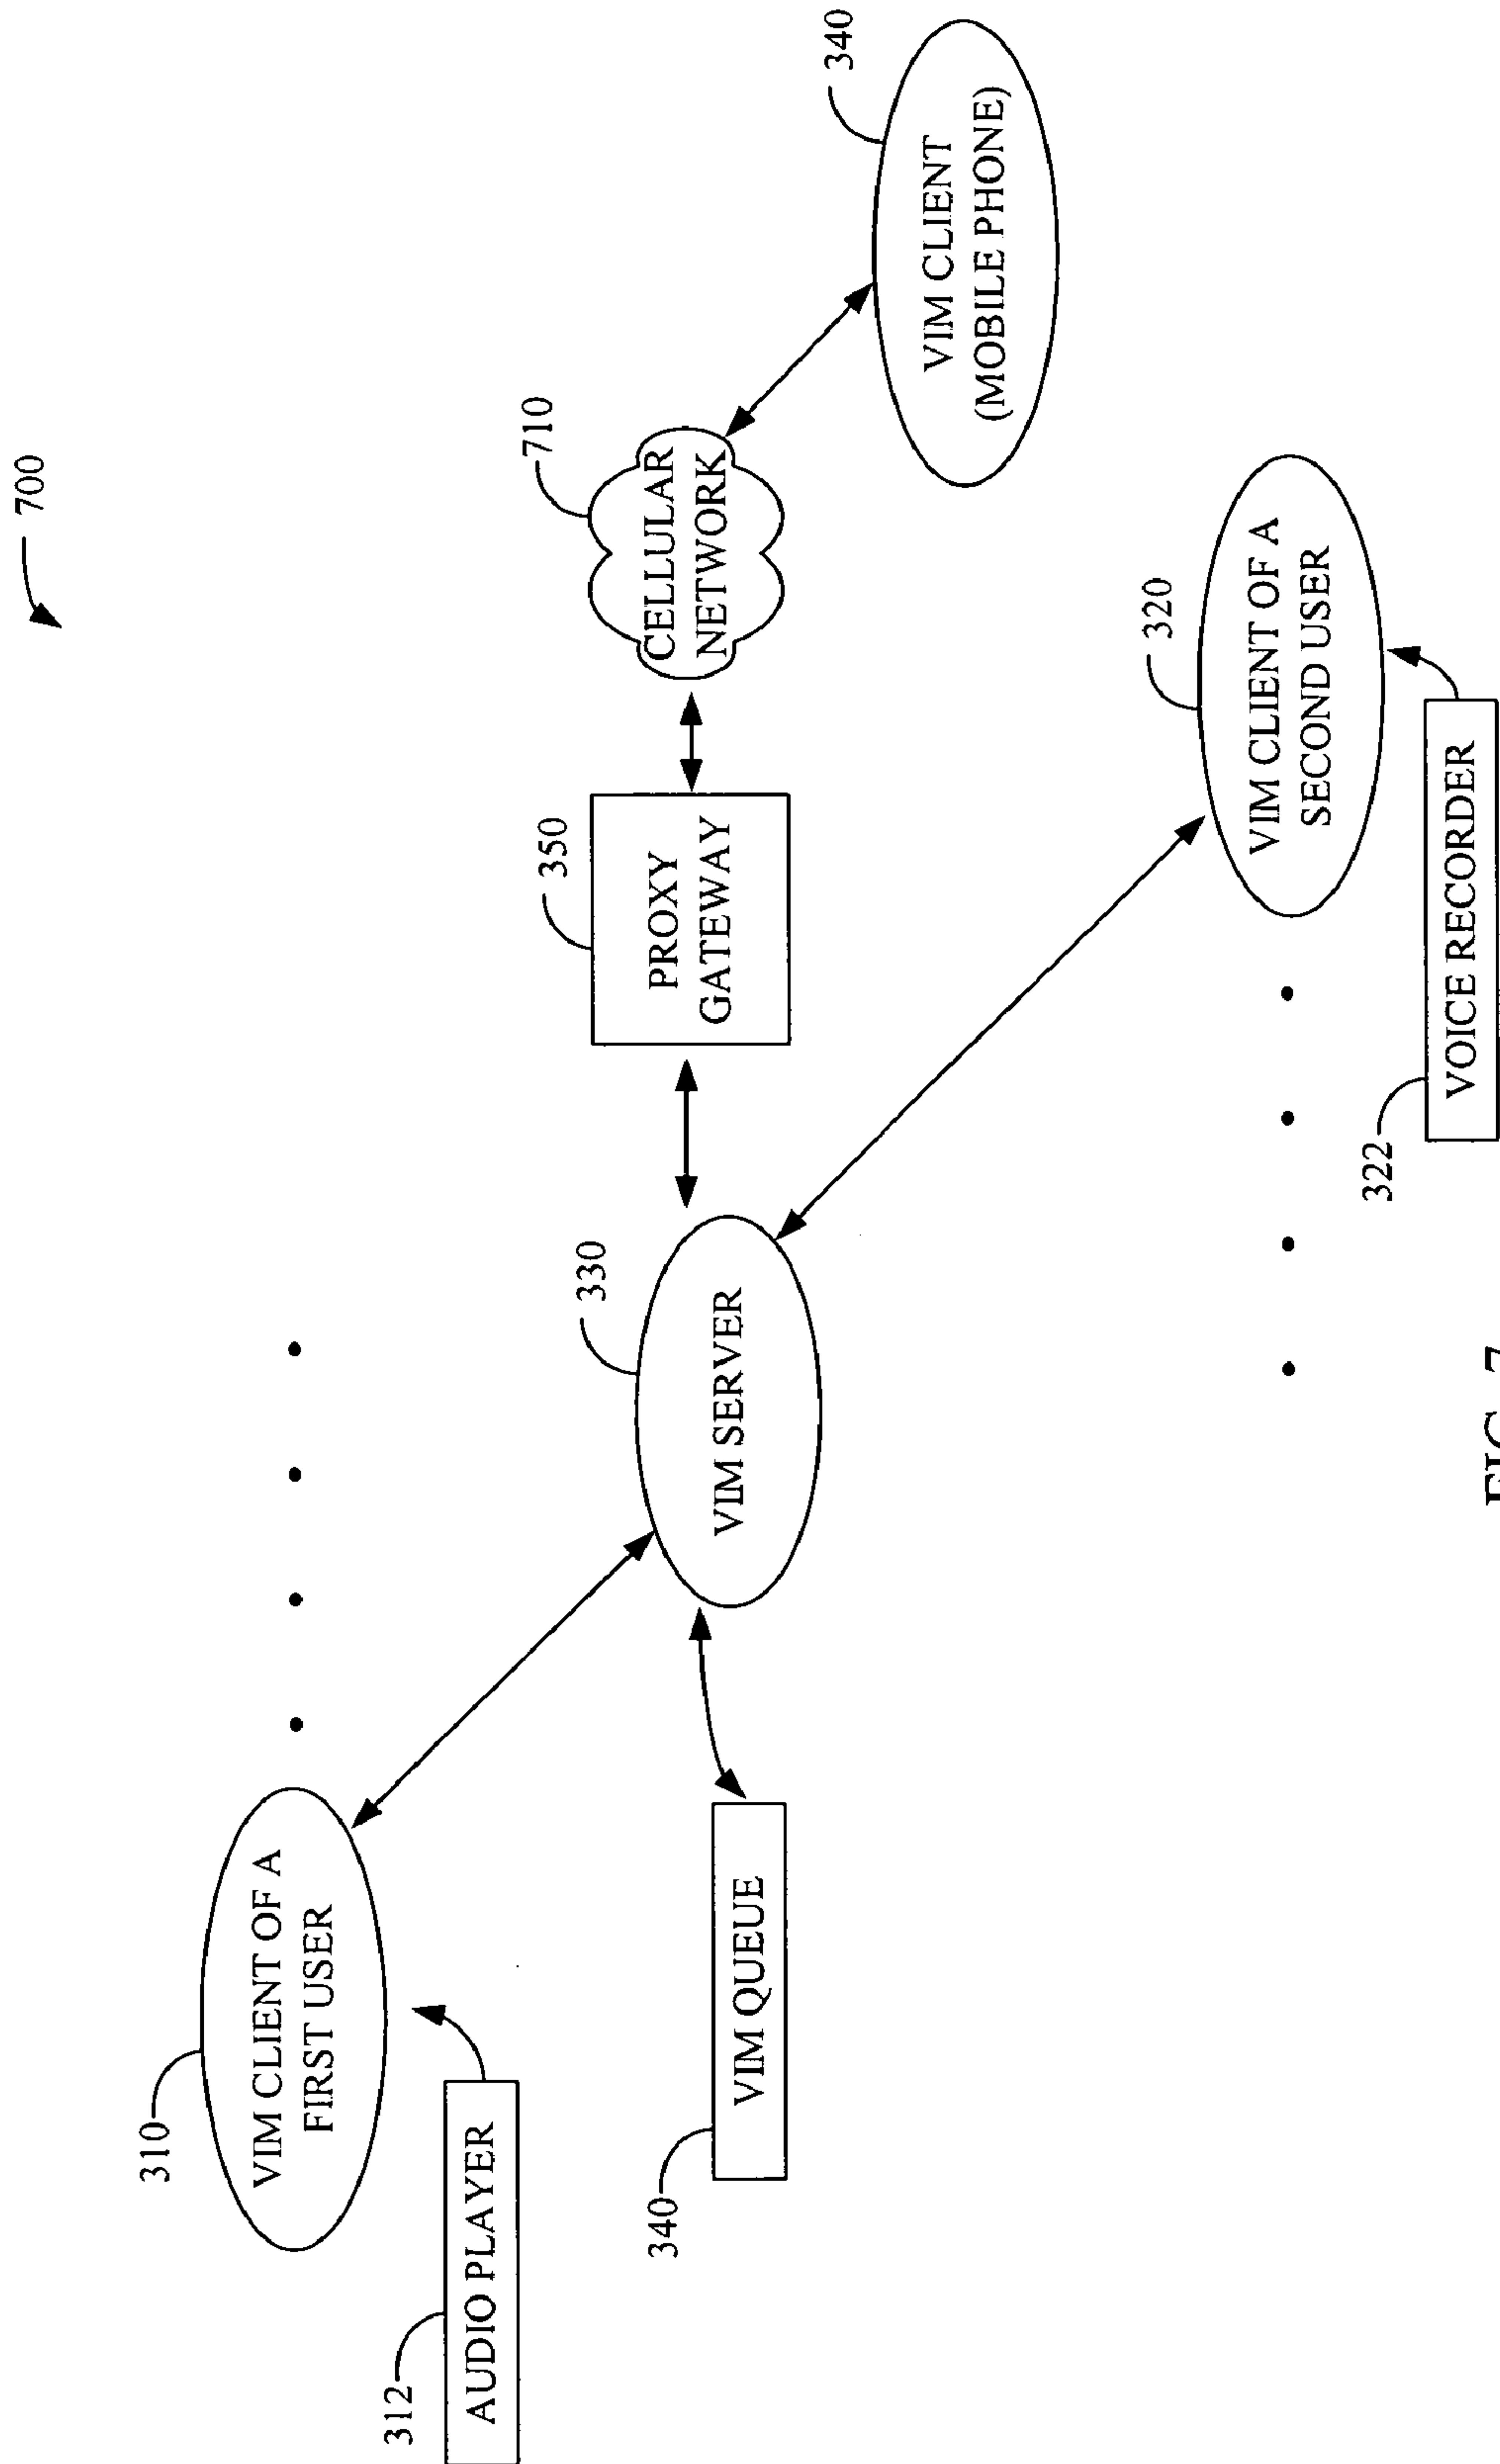 700
310
VIM CLIENT OF A
FIRST USER
312
AUDIO PLAYER
340
VIM QUEUE
330
VIM SERVER
350
PROXY
GATEWAY
710
CELLULAR
NETWORK
340
VIM CLIENT
(MOBILE PHONE)
320
VIM CLIENT OF A
SECOND USER
322
VOICE RECORDER
FIG. 7